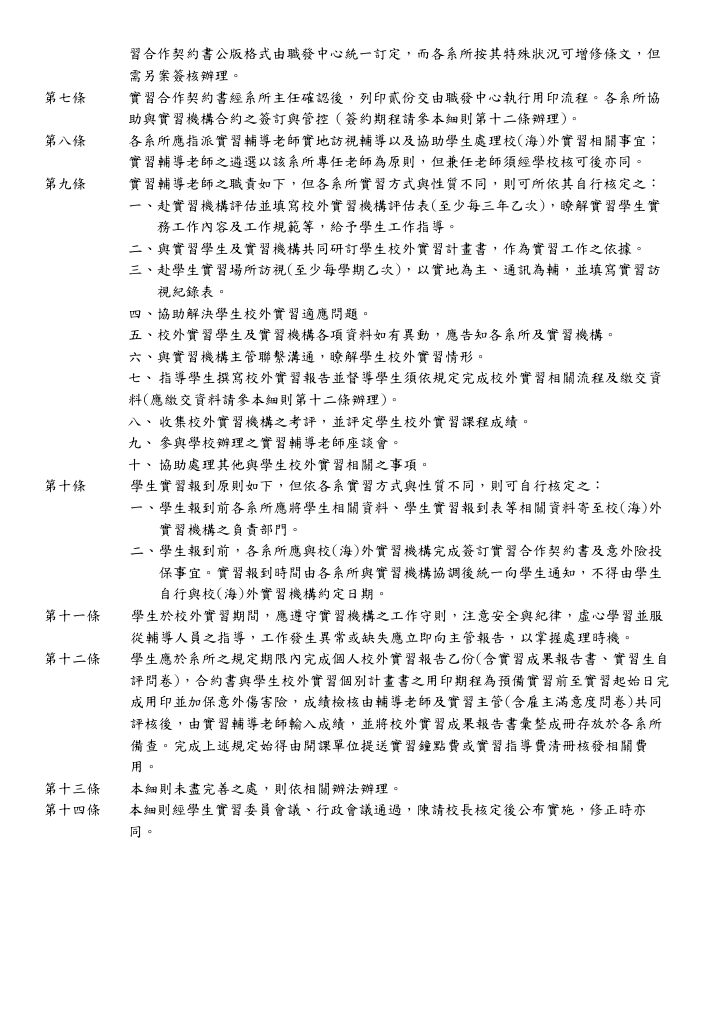 習合作契約書公版格式由職發中心統一訂定，而各系所按其特殊狀況可增修條文，但
需另案簽核辦理。
第七條 實習合作契約書經系所主任確認後，列印貳份交由職發中心執行用印流程。各系所協
助與實習機構合約之簽訂與管控（簽約期程請參本細則第十二條辦理)。
第八條 各系所應指派實習輔導老師實地訪視輔導以及協助學生處理校(海)外實習相關事宜；
實習輔導老師之遴選以該系所專任老師為原則，但兼任老師須經學校核可後亦同。
第九條 實習輔導老師之職責如下，但各系所實習方式與性質不同，則可所依其自行核定之：
一、赴實習機構評估並填寫校外實習機構評估表(至少每三年乙次)，瞭解實習學生實
務工作內容及工作規範等，給予學生工作指導。
二、與實習學生及實習機構共同研訂學生校外實習計畫書，作為實習工作之依據。
三、赴學生實習場所訪視(至少每學期乙次)，以實地為主、通訊為輔，並填寫實習訪
視紀錄表。
四、協助解決學生校外實習適應問題。
五、校外實習學生及實習機構各項資料如有異動，應告知各系所及實習機構。
六、與實習機構主管聯繫溝通，瞭解學生校外實習情形。
七、 指導學生撰寫校外實習報告並督導學生須依規定完成校外實習相關流程及繳交資
料(應繳交資料請參本細則第十二條辦理)。
八、 收集校外實習機構之考評，並評定學生校外實習課程成績。
九、 參與學校辦理之實習輔導老師座談會。
十、 協助處理其他與學生校外實習相關之事項。
第十條 學生實習報到原則如下，但依各系實習方式與性質不同，則可自行核定之：
一、學生報到前各系所應將學生相關資料、學生實習報到表等相關資料寄至校(海)外
實習機構之負責部門。
二、學生報到前，各系所應與校(海)外實習機構完成簽訂實習合作契約書及意外險投
保事宜。實習報到時間由各系所與實習機構協調後統一向學生通知，不得由學生
自行與校(海)外實習機構約定日期。
第十一條 學生於校外實習期間，應遵守實習機構之工作守則，注意安全與紀律，虛心學習並服
從輔導人員之指導，工作發生異常或缺失應立即向主管報告，以掌握處理時機。
第十二條 學生應於系所之規定期限內完成個人校外實習報告乙份(含實習成果報告書、實習生自
評問卷)，合約書與學生校外實習個別計畫書之用印期程為預備實習前至實習起始日完
成用印並加保意外傷害險，成績檢核由輔導老師及實習主管(含雇主滿意度問卷)共同
評核後，由實習輔導老師輸入成績，並將校外實習成果報告書彙整成冊存放於各系所
備查。完成上述規定始得由開課單位提送實習鐘點費或實習指導費清冊核發相關費
用。
第十三條 本細則未盡完善之處，則依相關辦法辦理。
第十四條 本細則經學生實習委員會議、行政會議通過，陳請校長核定後公布實施，修正時亦
同。